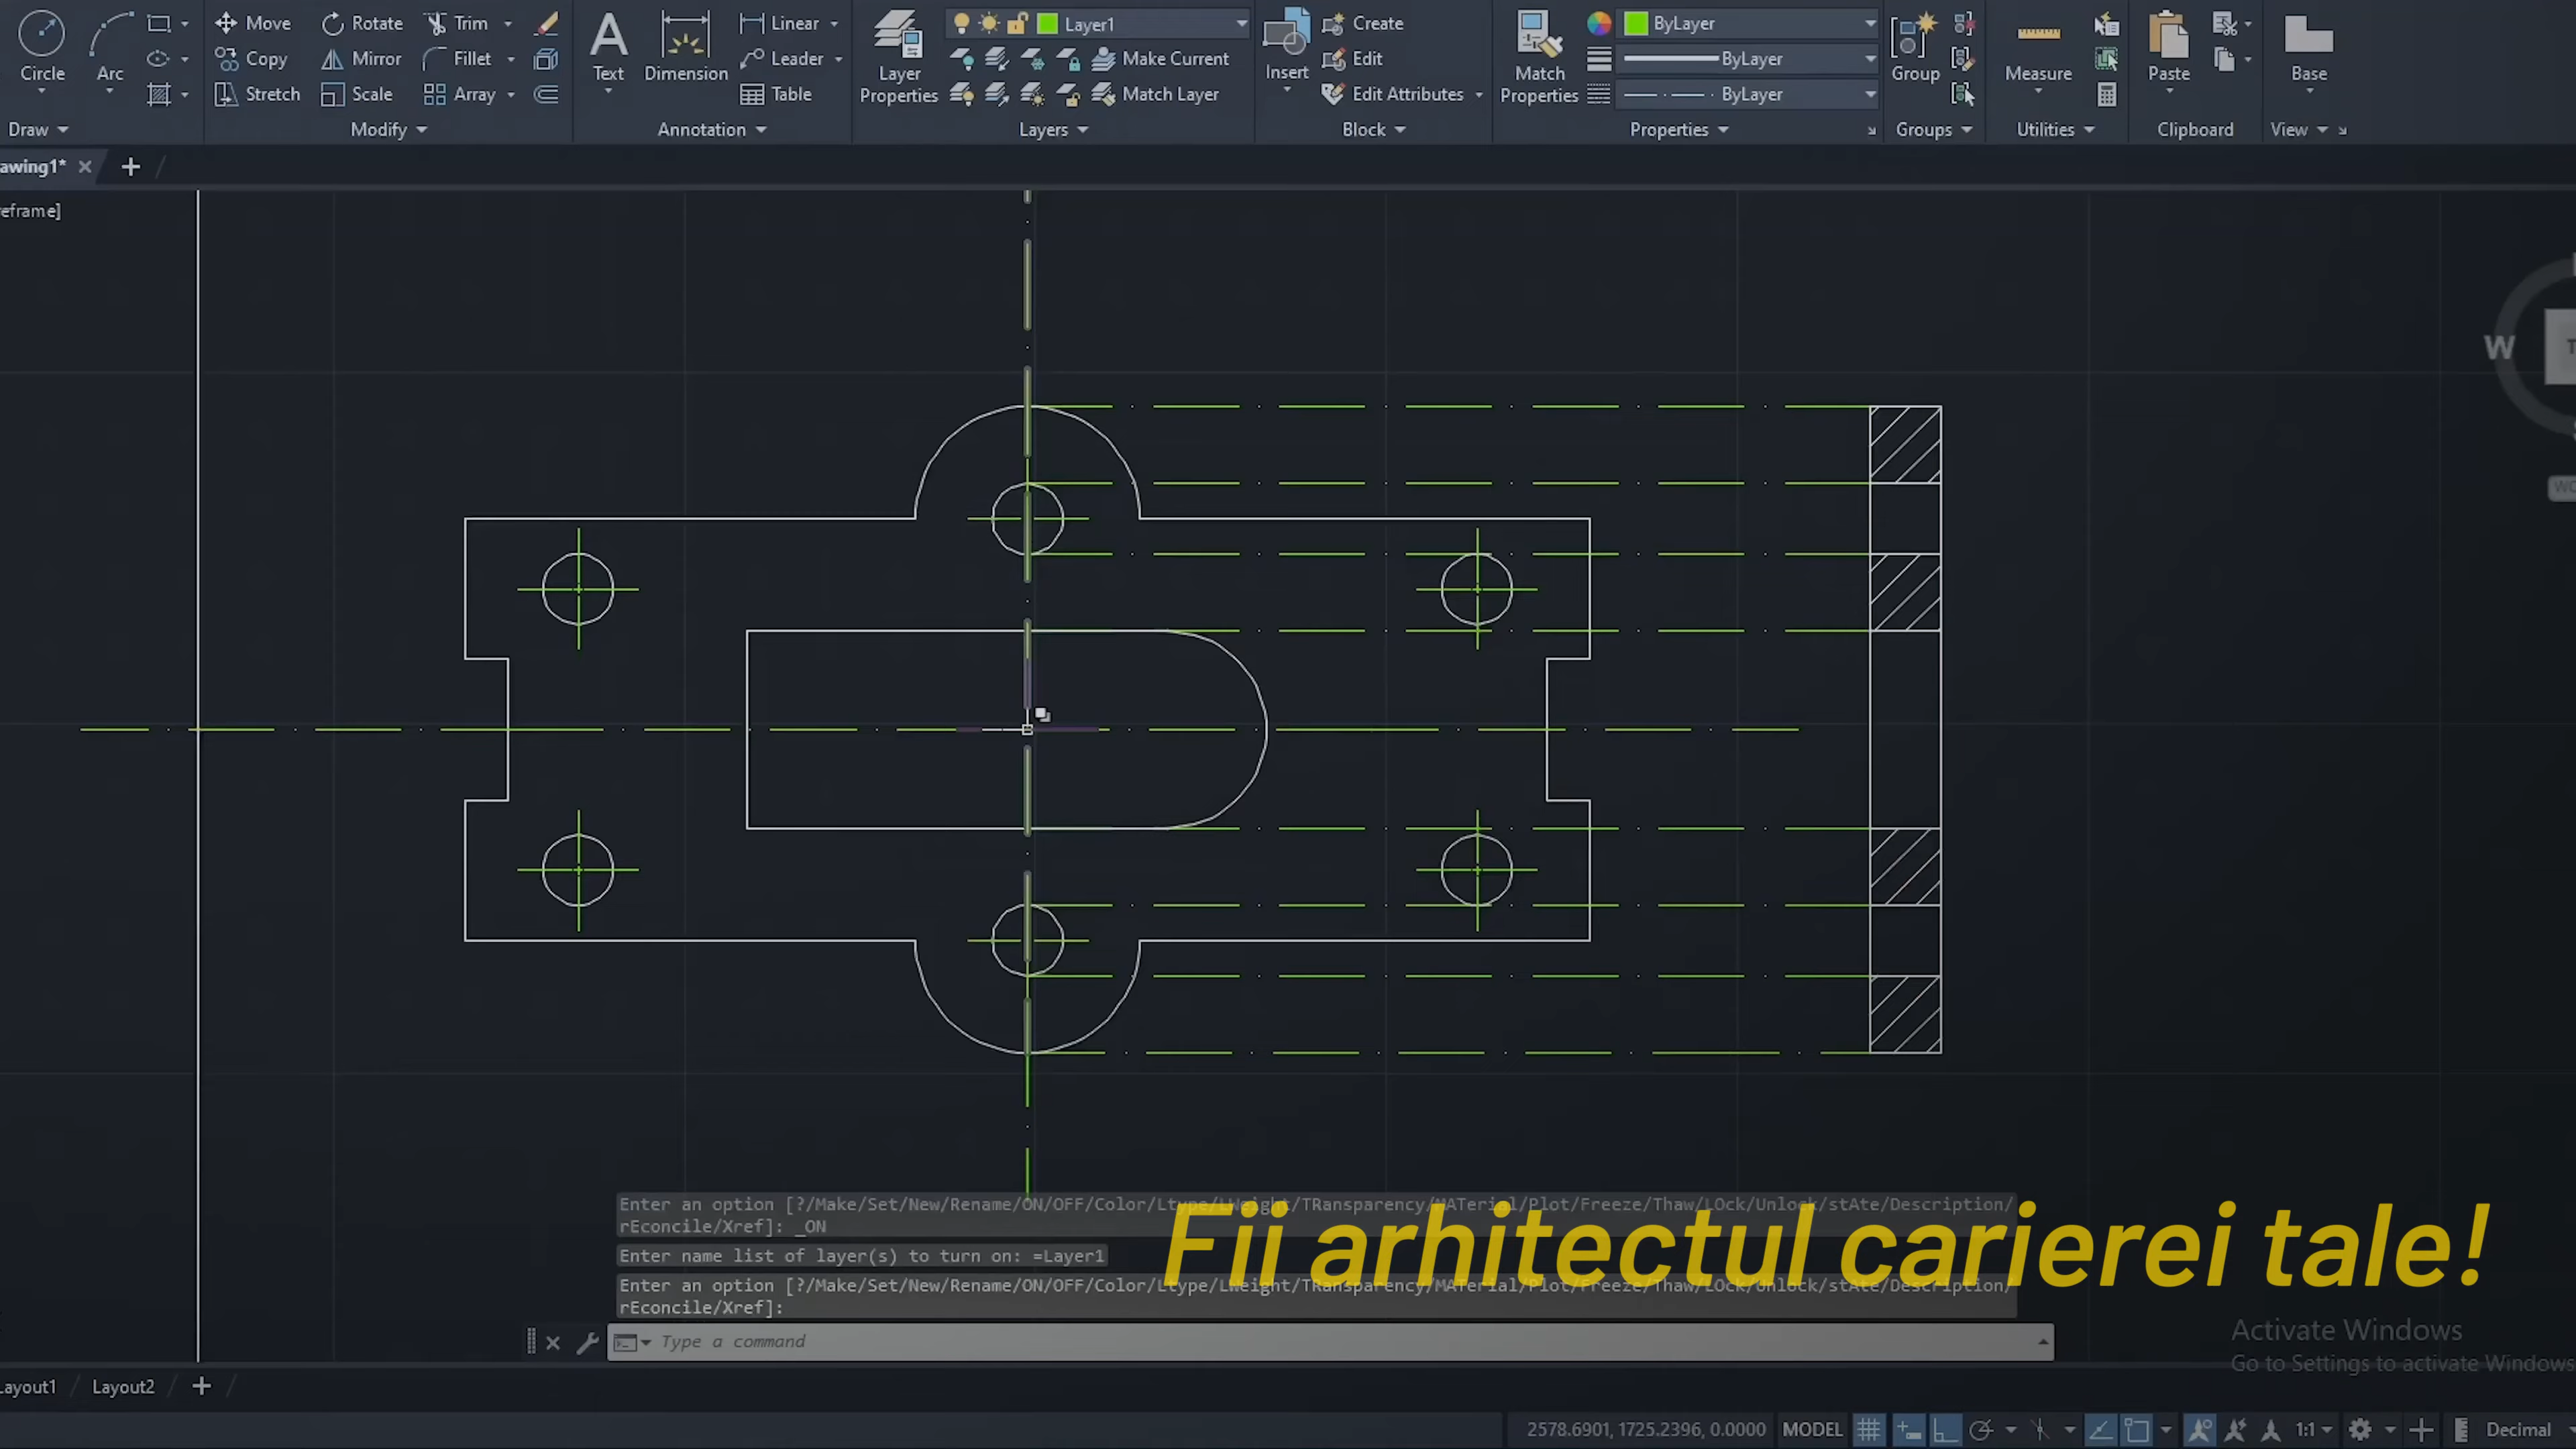 Circle Arc Move Rotate Trim
Copy Mirror Fillet
Stretch Scale Array
Draw Modify
Text Dimension Linear
Leader
Table
Annotation
Layer Properties Layer1
Make Current
Match Layer
Layers
Insert Create
Edit
Edit Attributes
Block
Match Properties ByLayer
ByLayer
ByLayer
Properties
Group
Groups
Measure
Utilities
Paste
Clipboard
Base
View
awing1*
eframe]
W
Enter an option [?/Make/Set/New/Rename/ON/OFF/Color/Ltype/LWeight/TRansparency/MATerial/Plot/Freeze/Thaw/LOck/Unlock/stAte/Description/
rEconcile/Xref]: _ON
Enter name list of layer(s) to turn on: =Layer1
Enter an option [?/Make/Set/New/Rename/ON/OFF/Color/Ltype/LWeight/TRansparency/MATerial/Plot/Freeze/Thaw/LOck/Unlock/stAte/Description/
rEconcile/Xref]:
Fii arhitectul carierei tale!
Type a command
Activate Windows
Go to Settings to activate Windows
Layout1 Layout2
2578.6901, 1725.2396, 0.0000 MODEL 1:1 Decimal